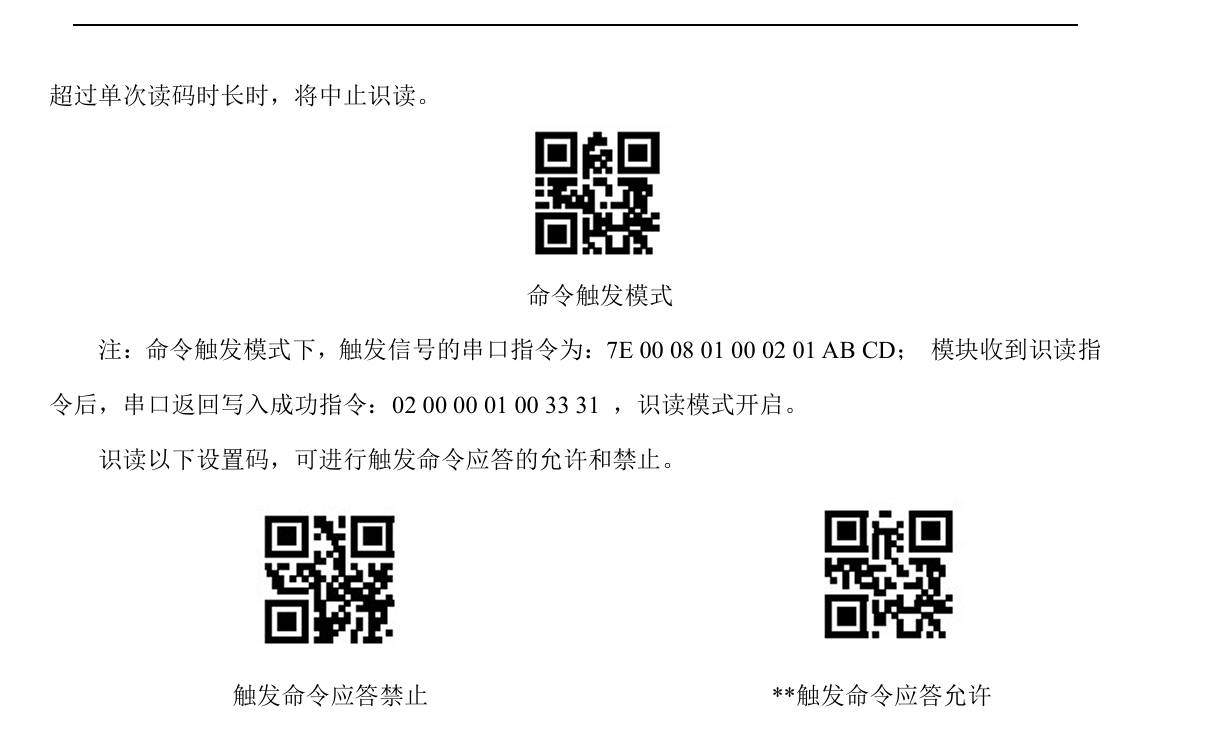 超过单次读码时长时，将中止识读。
命令触发模式
注：命令触发模式下，触发信号的串口指令为：7E 00 08 01 00 02 01 AB CD； 模块收到识读指
令后，串口返回写入成功指令：02 00 00 01 00 33 31 ，识读模式开启。
识读以下设置码，可进行触发命令应答的允许和禁止。
触发命令应答禁止
**触发命令应答允许